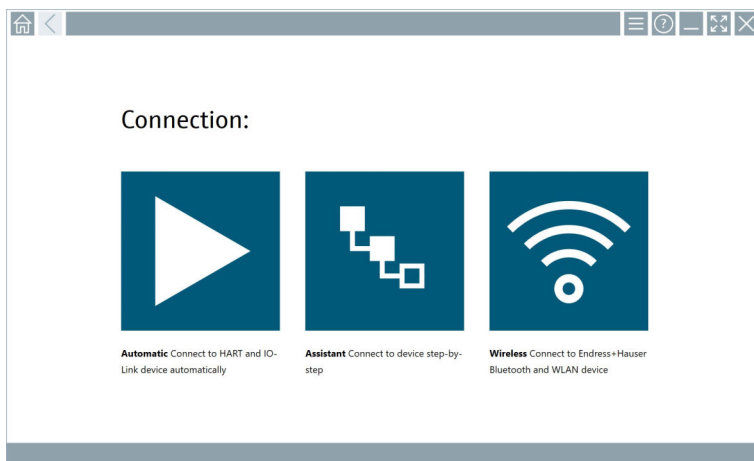 Connection:
Automatic Connect to HART and IO-
Link device automatically
Assistant Connect to device step-by-
step
Wireless Connect to Endress+Hauser
Bluetooth and WLAN device